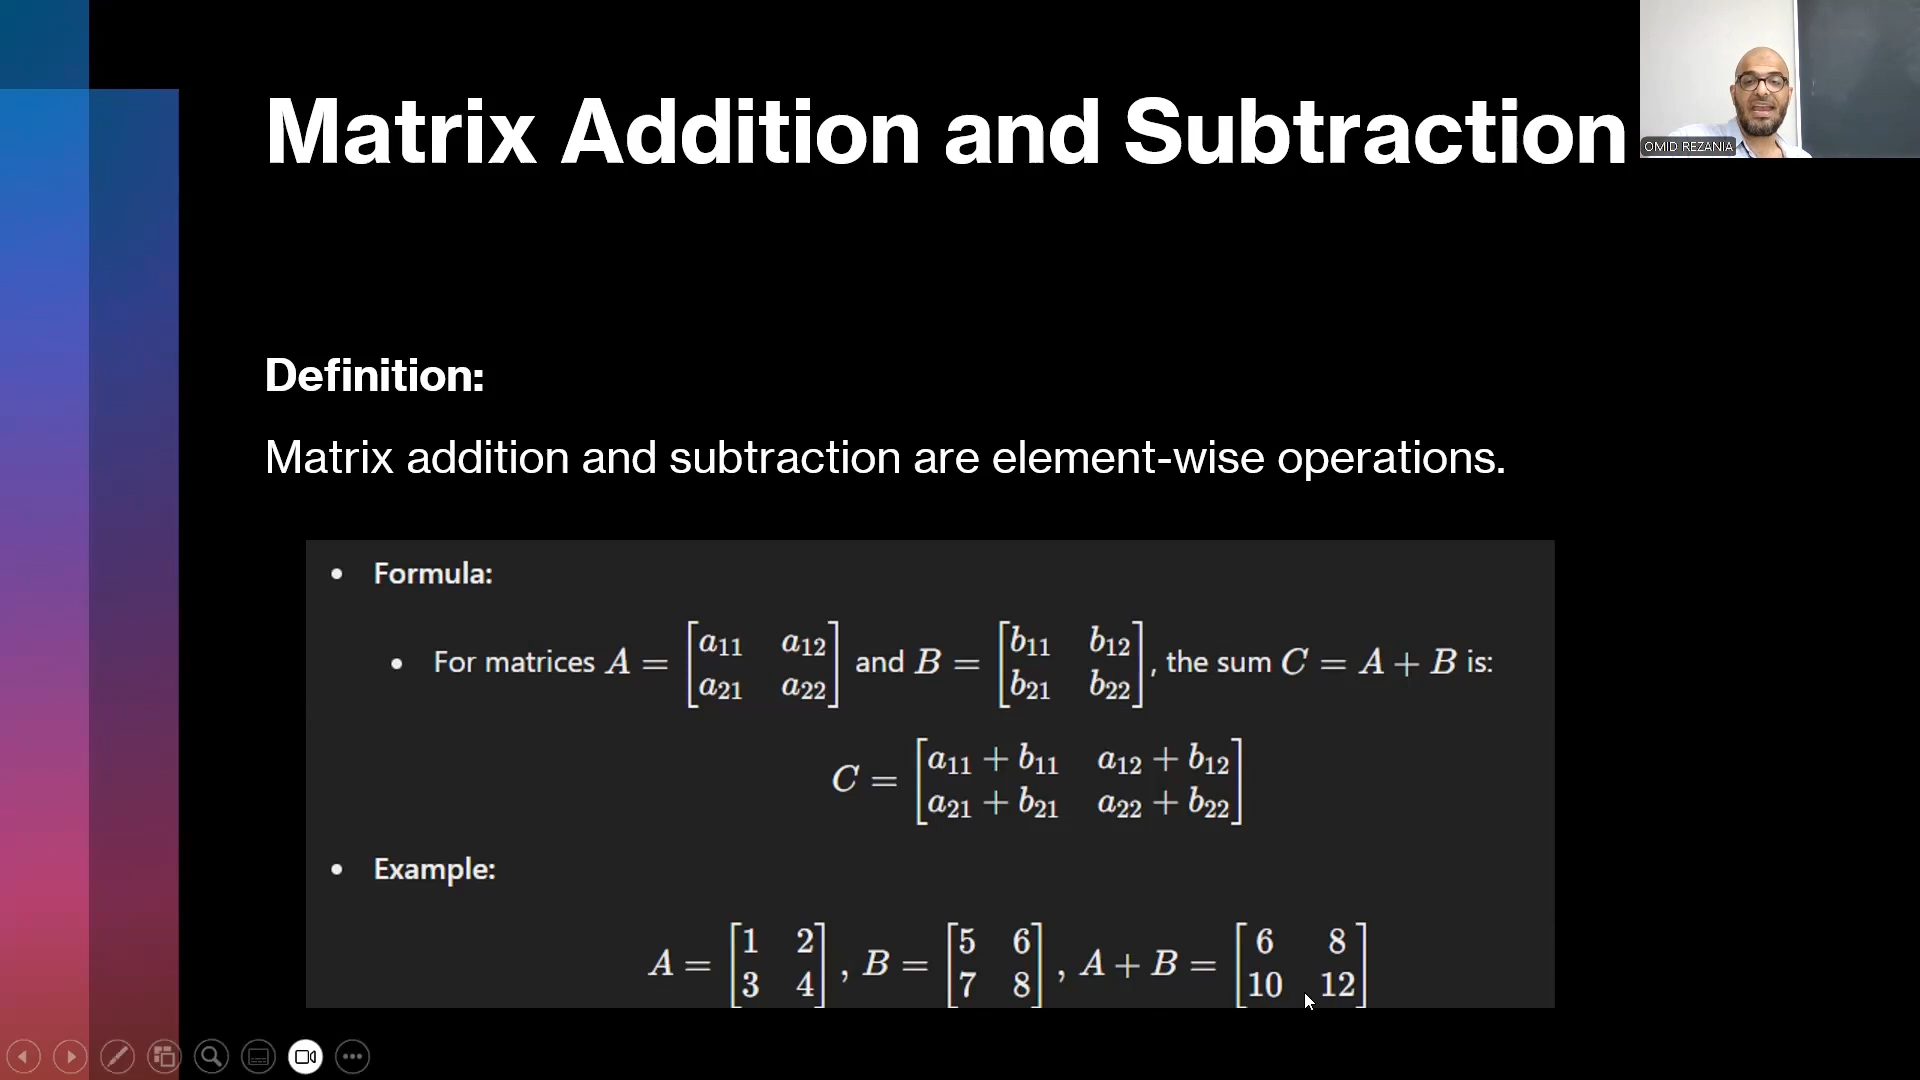 Matrix Addition and Subtraction
OMID REZANIA
Definition:
Matrix addition and subtraction are element-wise operations.
• Formula:
• For matrices A = [a₁₁ a₁₂; a₂₁ a₂₂] and B = [b₁₁ b₁₂; b₂₁ b₂₂], the sum C = A + B is:
C = [a₁₁ + b₁₁ a₁₂ + b₁₂; a₂₁ + b₂₁ a₂₂ + b₂₂]
• Example:
A = [1 2; 3 4], B = [5 6; 7 8], A + B = [6 8; 10 12]